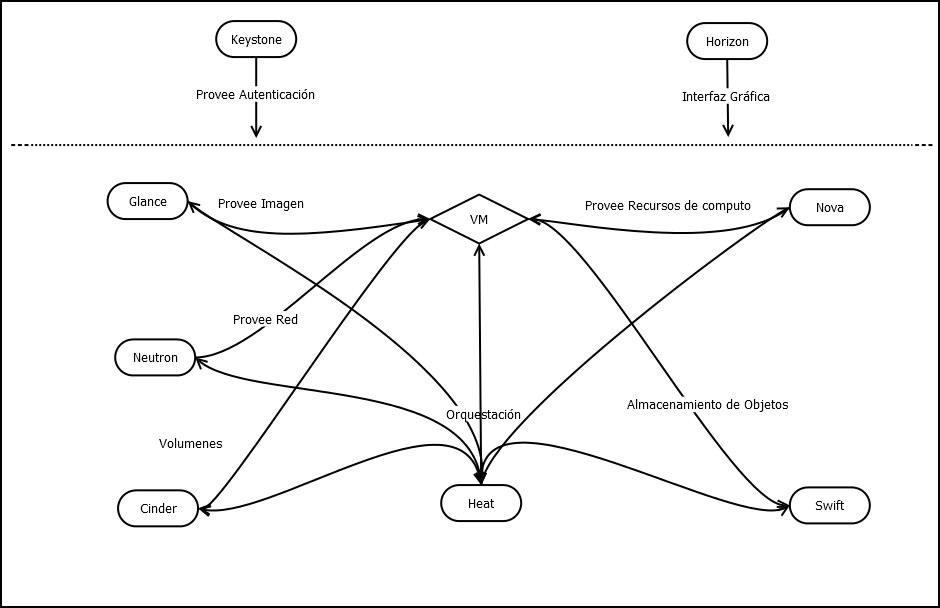 Keystone
Horizon
Provee Autenticación
Interfaz Gráfica
Glance
Provee Imagen
VM
Provee Recursos de computo
Nova
Provee Red
Neutron
Orquestación
Almacenamiento de Objetos
Volumenes
Cinder
Heat
Swift